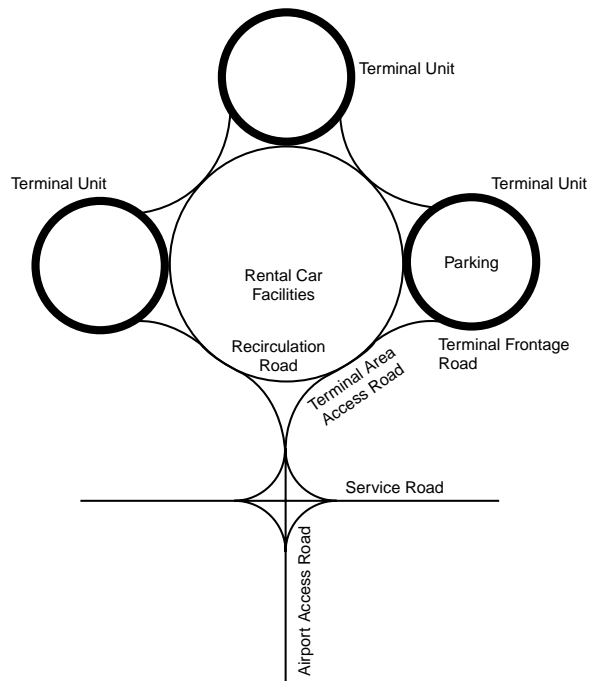 Terminal Unit
Terminal Unit
Terminal Unit
Parking
Rental Car
Facilities
Recirculation
Road
Terminal Frontage
Road
Terminal Area
Access Road
Service Road
Airport Access Road